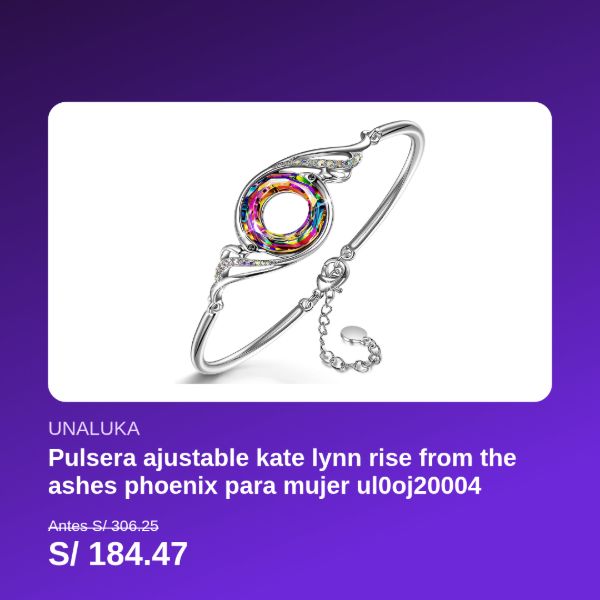 UNALUKA
Pulsera ajustable kate lynn rise from the
ashes phoenix para mujer ul0oj20004
Antes S/ 306.25
S/ 184.47